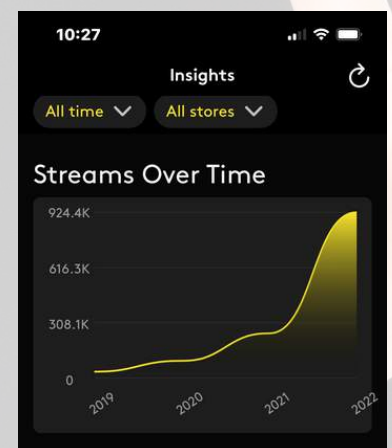 10:27
Insights
All time All stores
Streams Over Time
924.4K
616.3K
308.1K
0
2019 2020 2021 2022